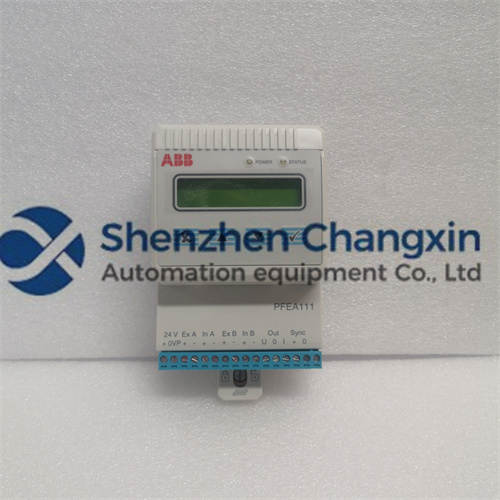 ABB
POWER
STATUS
Shenzhen Changxin
Automation equipment Co., Ltd
PFEA111
24 V Ex A In A Ex B In B Out Sync
+ 0VP + - + - + - + - U 0 I + 0